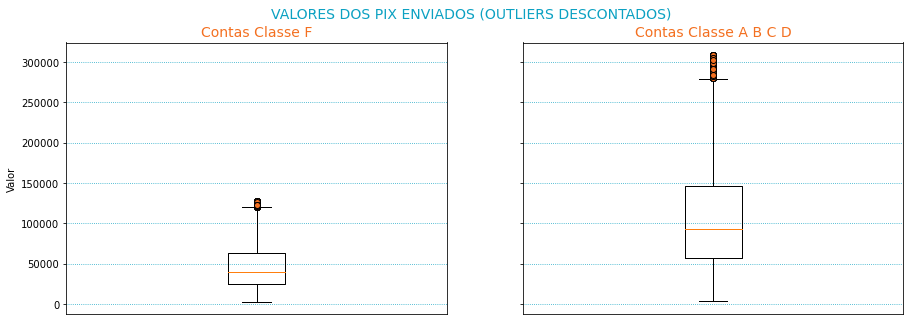 VALORES DOS PIX ENVIADOS (OUTLIERS DESCONTADOS)
Contas Classe F
Contas Classe A B C D
300000
250000
200000
150000
100000
50000
0
Valor